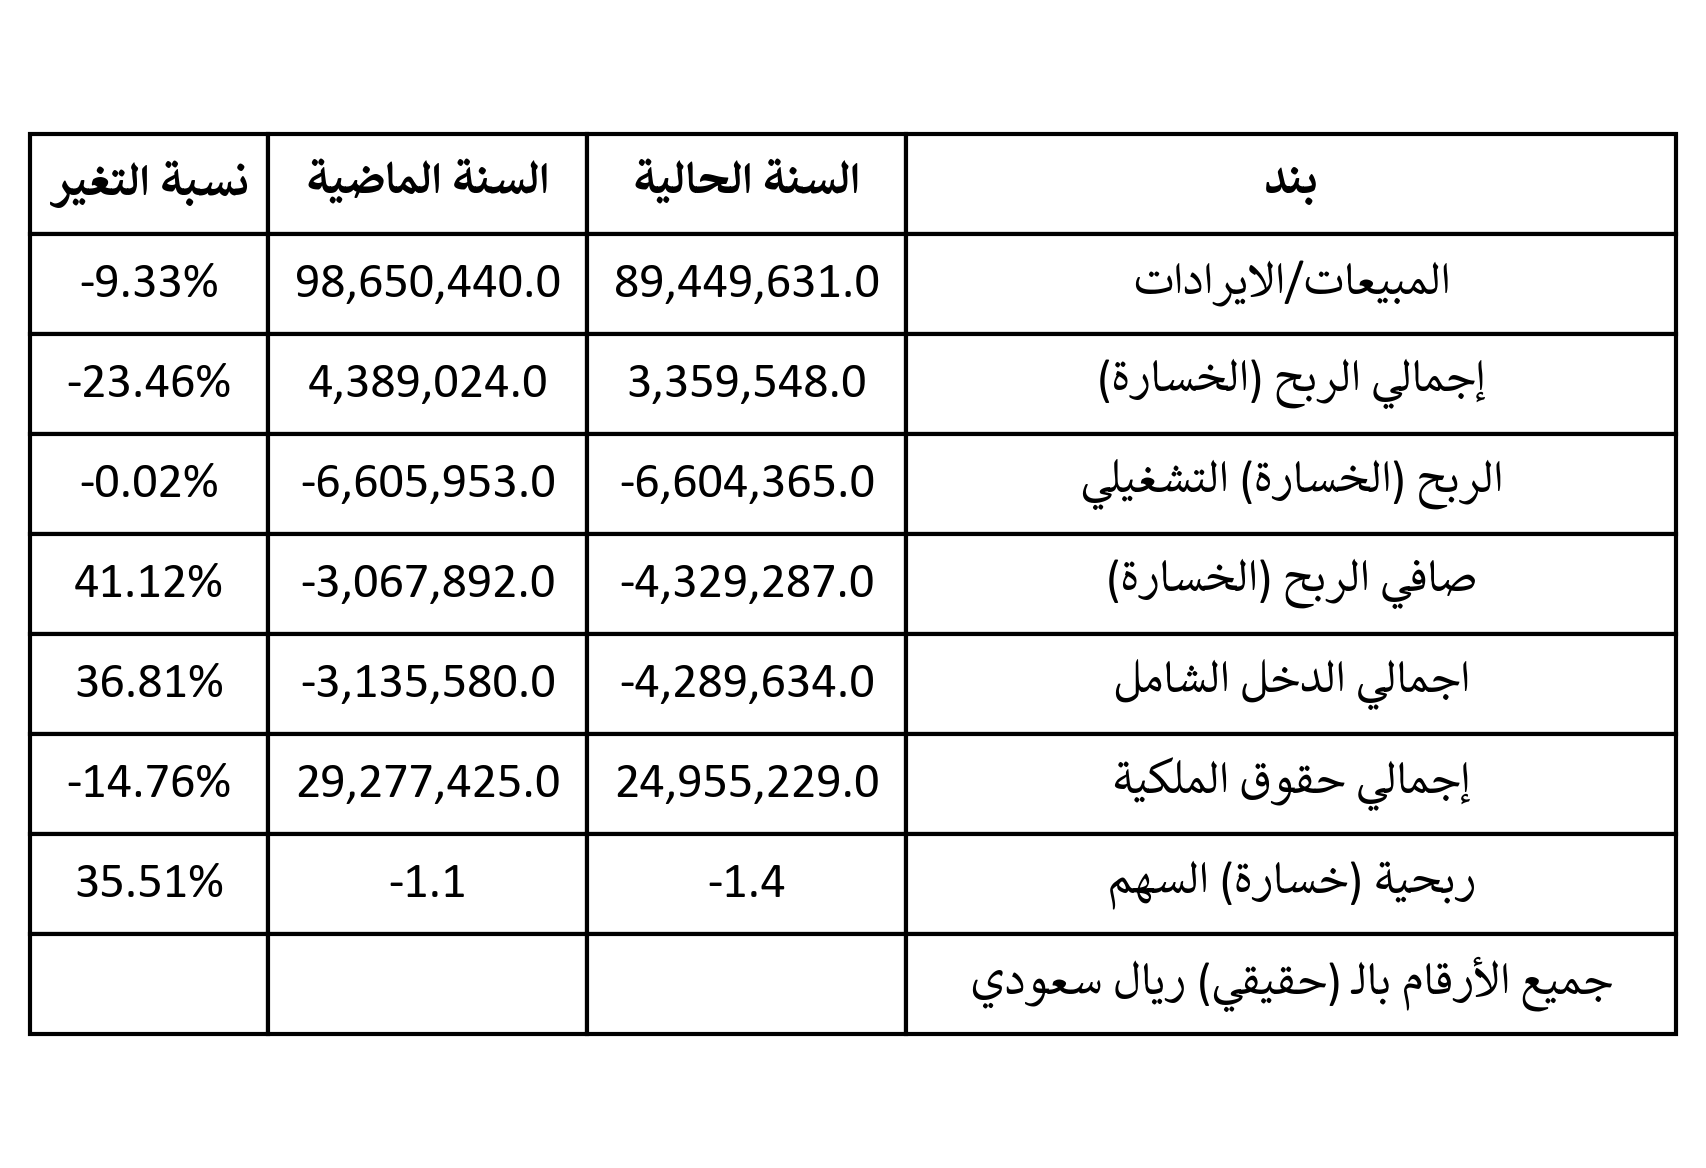 بند السنة الحالية السنة الماضية نسبة التغير
المبيعات/الايرادات 89,449,631.0 98,650,440.0 -9.33%
إجمالي الربح (الخسارة) 3,359,548.0 4,389,024.0 -23.46%
الربح (الخسارة) التشغيلي -6,604,365.0 -6,605,953.0 -0.02%
صافي الربح (الخسارة) -4,329,287.0 -3,067,892.0 41.12%
اجمالي الدخل الشامل -4,289,634.0 -3,135,580.0 36.81%
إجمالي حقوق الملكية 24,955,229.0 29,277,425.0 -14.76%
ربحية (خسارة) السهم -1.4 -1.1 35.51%
جميع الأرقام بالـ (حقيقي) ريال سعودي